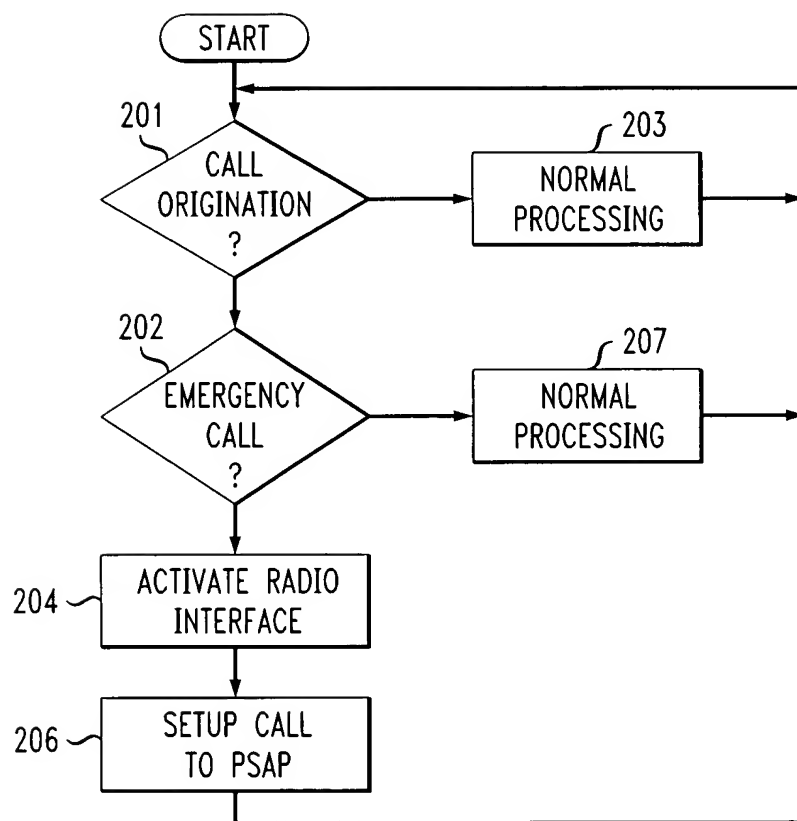 START
201
CALL
ORIGINATION
?
203
NORMAL
PROCESSING
202
EMERGENCY
CALL
?
207
NORMAL
PROCESSING
204
ACTIVATE RADIO
INTERFACE
206
SETUP CALL
TO PSAP